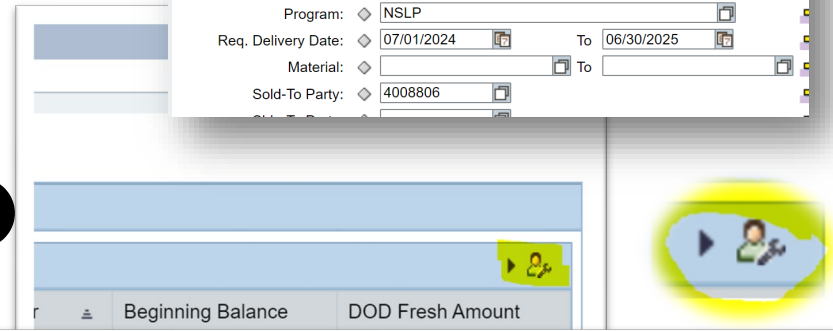 Program: NSLP
Req. Delivery Date: 07/01/2024 To 06/30/2025
Material: To
Sold-To Party: 4008806
r Beginning Balance DOD Fresh Amount